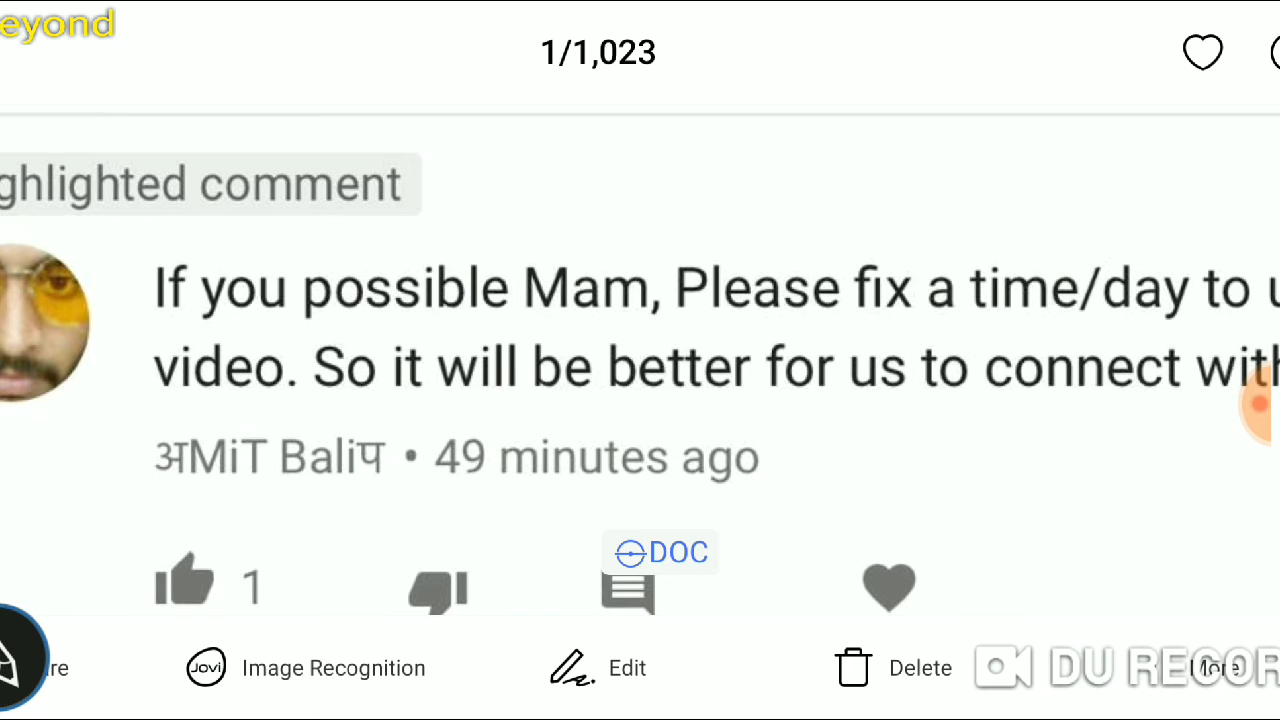 eyond
1/1,023
ghlighted comment
If you possible Mam, Please fix a time/day to u
video. So it will be better for us to connect with
अMiT Baliप • 49 minutes ago
DOC
1
re
Jovi Image Recognition
Edit
Delete
More
DU RECOR